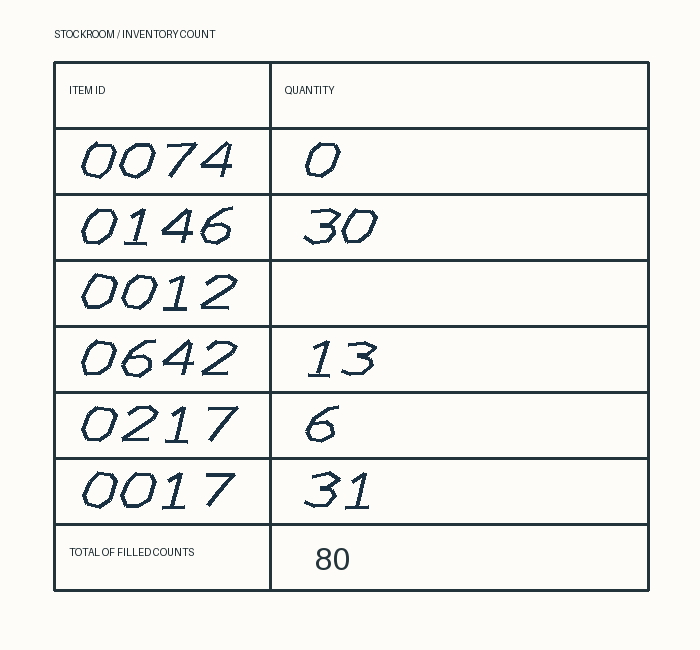 STOCKROOM / INVENTORY COUNT
ITEM ID QUANTITY
0074 0
0146 30
0012
0642 13
0217 6
0017 31
TOTAL OF FILLED COUNTS 80